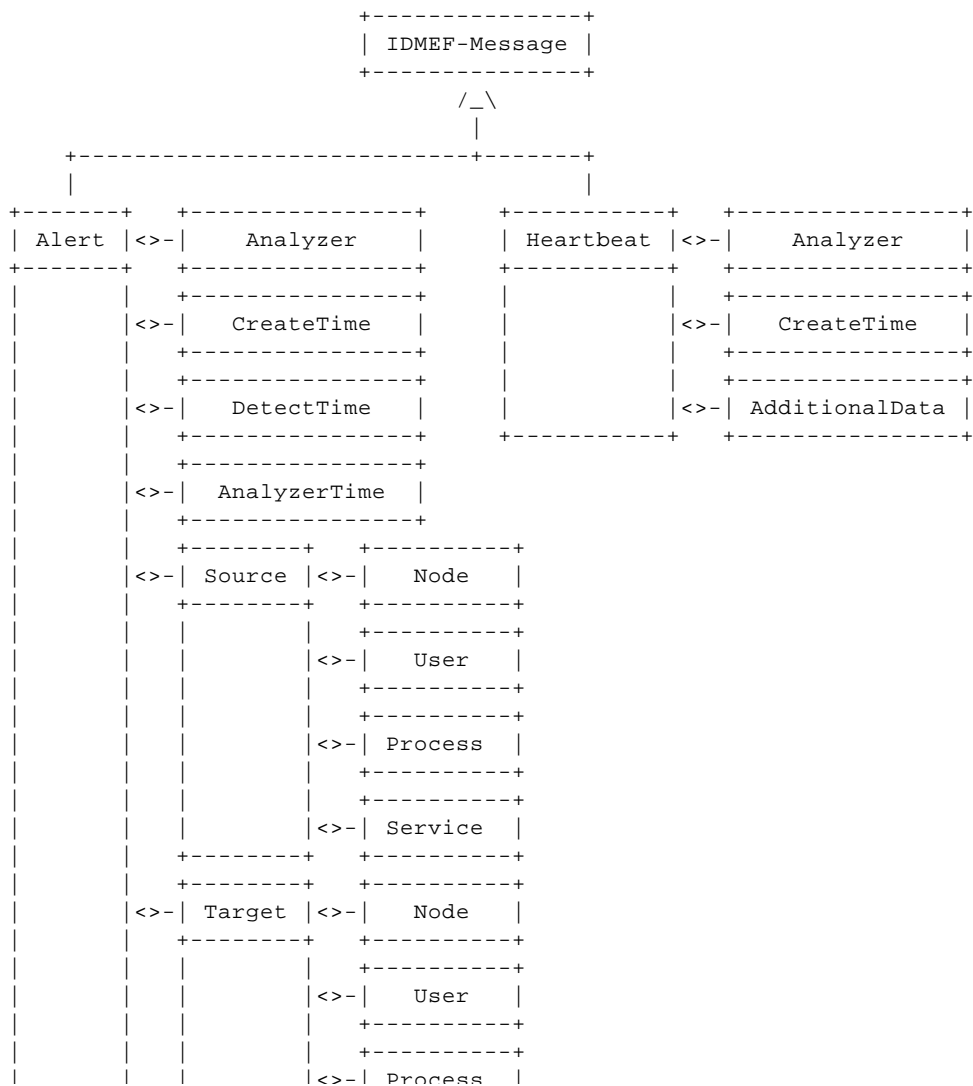 IDMEF-Message
Alert <>- Analyzer Heartbeat <>- Analyzer
<>- CreateTime <>- CreateTime
<>- DetectTime <>- AdditionalData
<>- AnalyzerTime
<>- Source <>- Node
<>- User
<>- Process
<>- Service
<>- Target <>- Node
<>- User
<>- Process